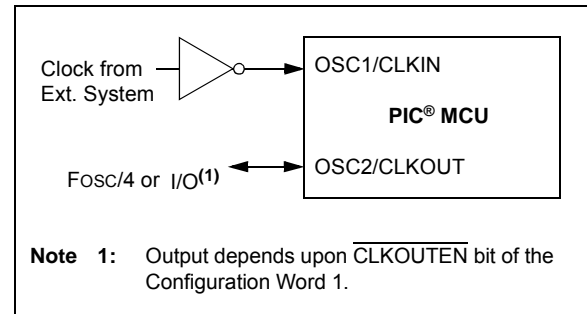 Clock from
Ext. System
OSC1/CLKIN
PIC® MCU
FOSC/4 or I/O(1)
OSC2/CLKOUT
Note 1: Output depends upon CLKOUTEN bit of the
Configuration Word 1.